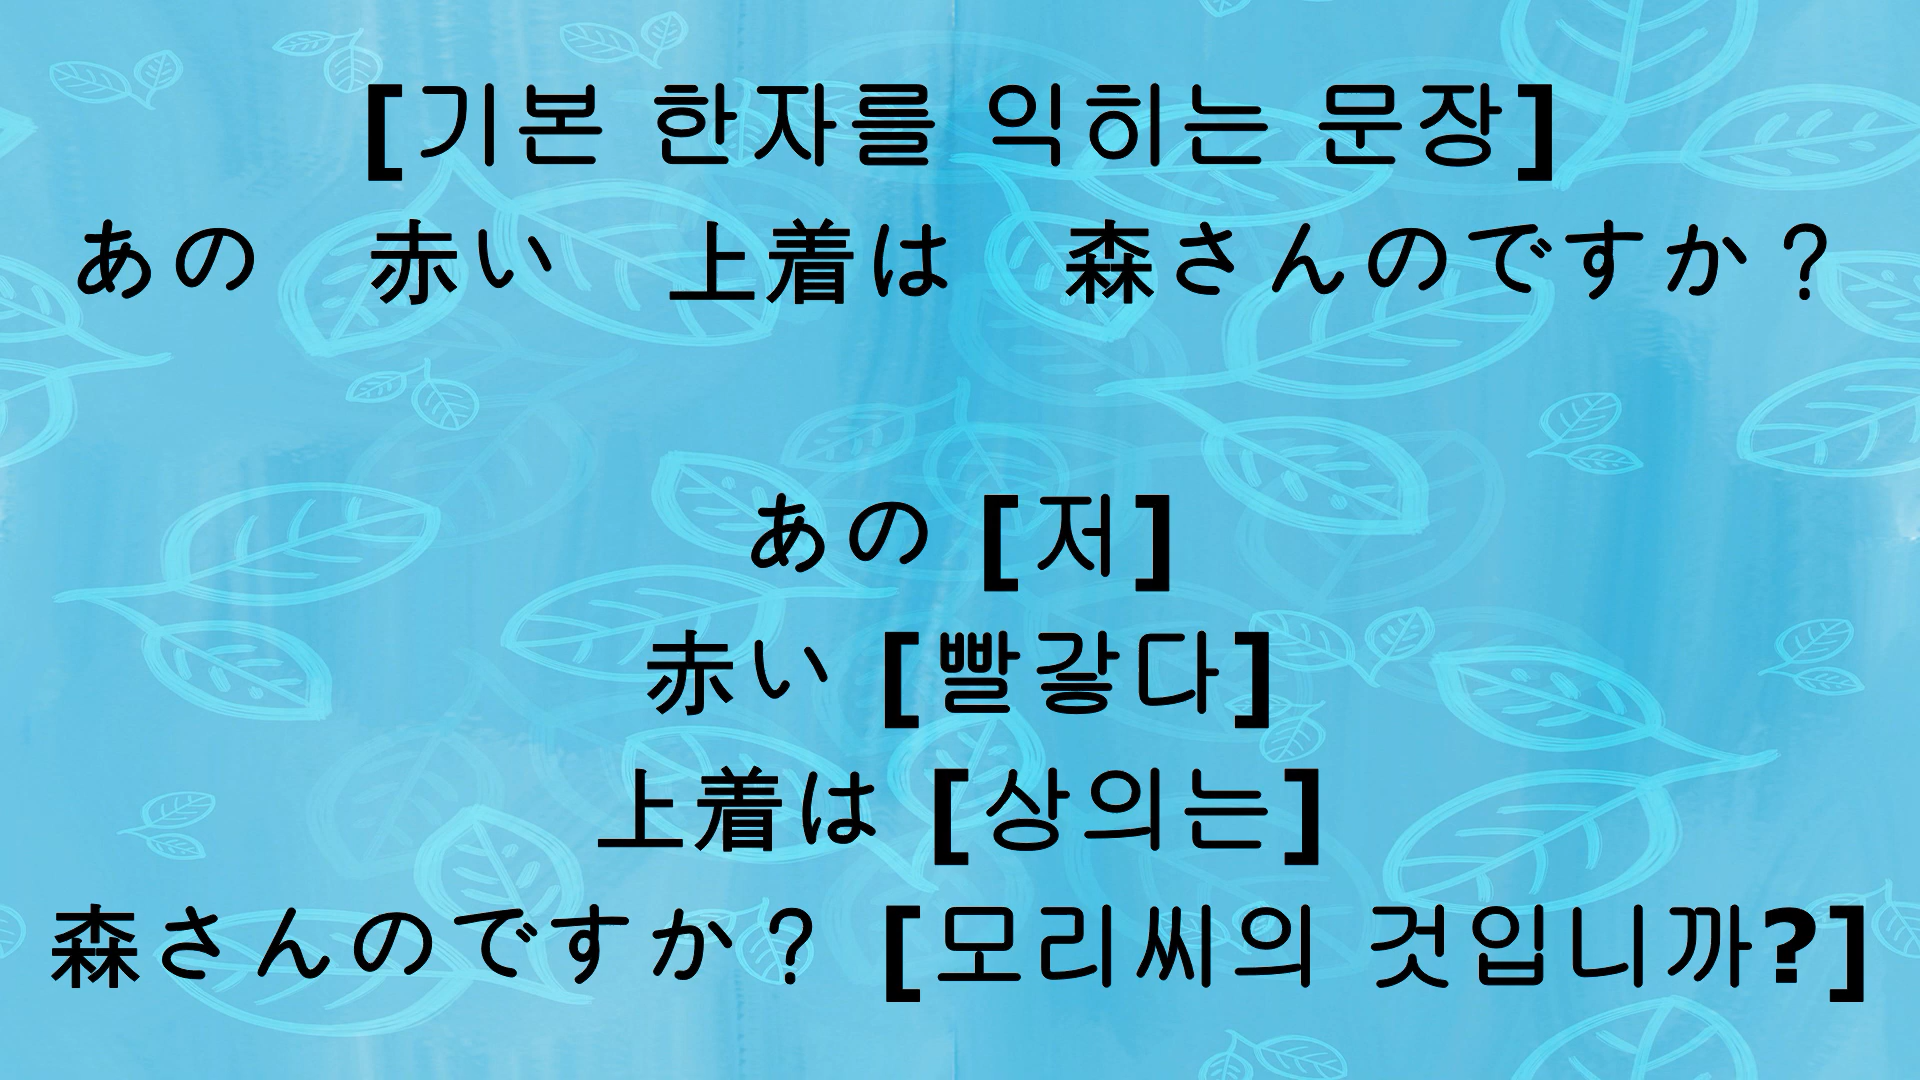 [기본 한자를 익히는 문장]
あの　赤い　上着は　森さんのですか？
あの [저]
赤い [빨갛다]
上着は [상의는]
森さんのですか？ [모리씨의 것입니까?]